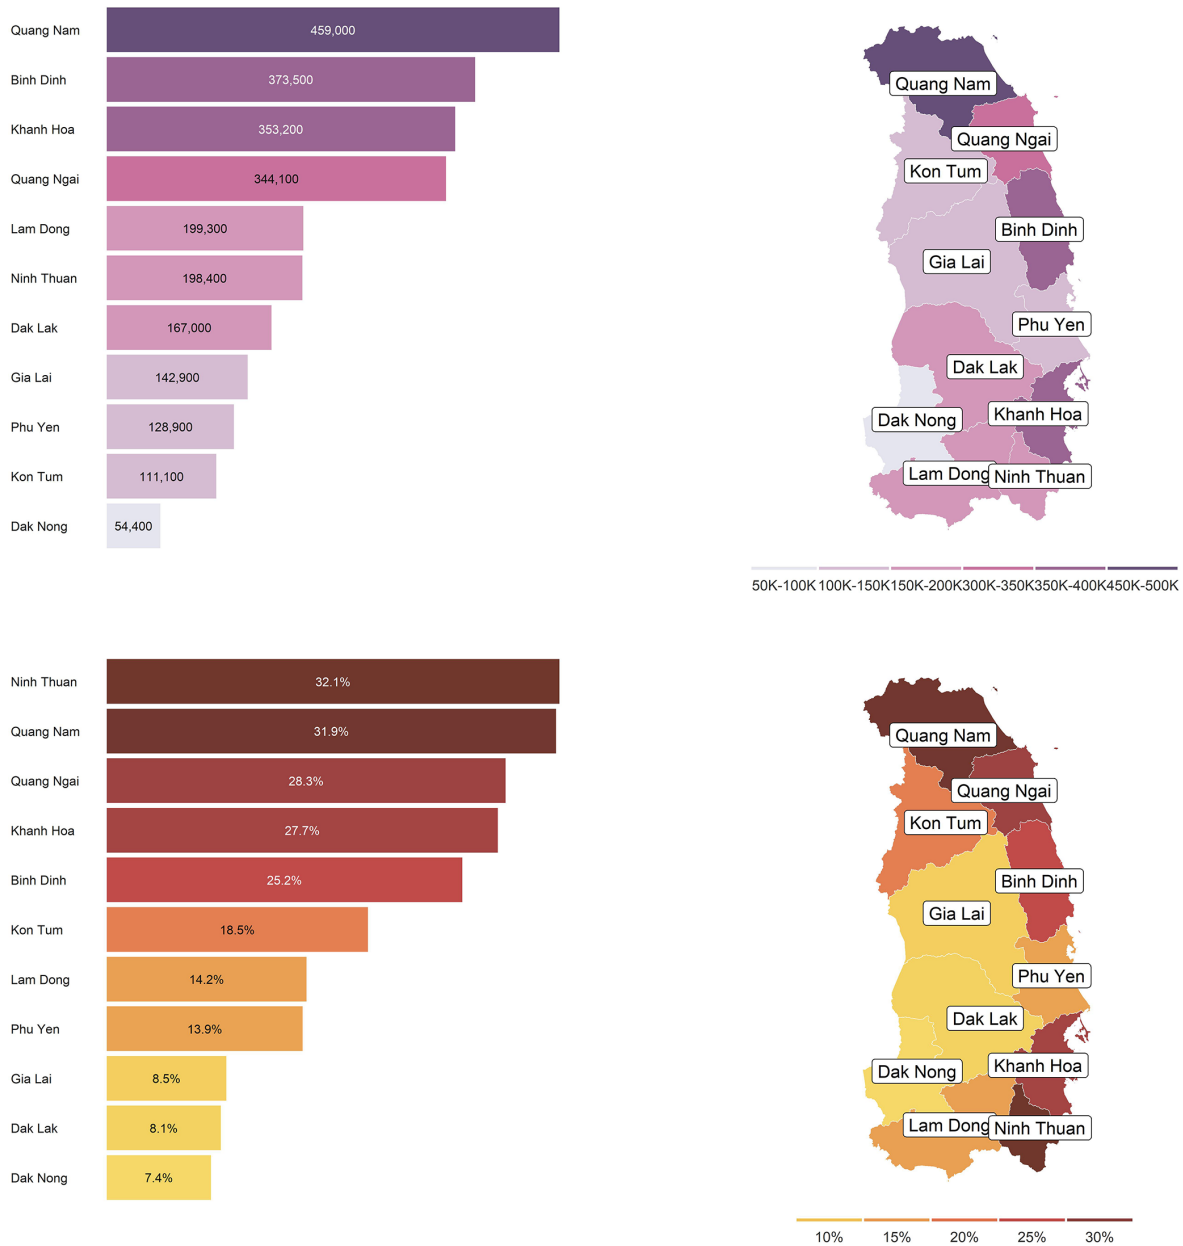 Quang Nam 459,000
Binh Dinh 373,500
Khanh Hoa 353,200
Quang Ngai 344,100
Lam Dong 199,300
Ninh Thuan 198,400
Dak Lak 167,000
Gia Lai 142,900
Phu Yen 128,900
Kon Tum 111,100
Dak Nong 54,400
Quang Nam
Quang Ngai
Kon Tum
Binh Dinh
Gia Lai
Phu Yen
Dak Lak
Khanh Hoa
Dak Nong
Lam Dong
Ninh Thuan
50K-100K 100K-150K 150K-200K 300K-350K 350K-400K 450K-500K
Ninh Thuan 32.1%
Quang Nam 31.9%
Quang Ngai 28.3%
Khanh Hoa 27.7%
Binh Dinh 25.2%
Kon Tum 18.5%
Lam Dong 14.2%
Phu Yen 13.9%
Gia Lai 8.5%
Dak Lak 8.1%
Dak Nong 7.4%
Quang Nam
Quang Ngai
Kon Tum
Binh Dinh
Gia Lai
Phu Yen
Dak Lak
Khanh Hoa
Dak Nong
Lam Dong
Ninh Thuan
10% 15% 20% 25% 30%